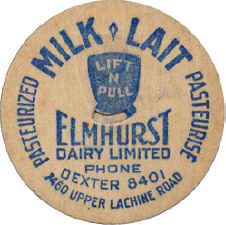 MILK LAIT
PASTEURIZED
PASTEURISÉ
LIFT
N
PULL
ELMHURST
DAIRY LIMITED
PHONE
DEXTER 8401
7460 UPPER LACHINE ROAD